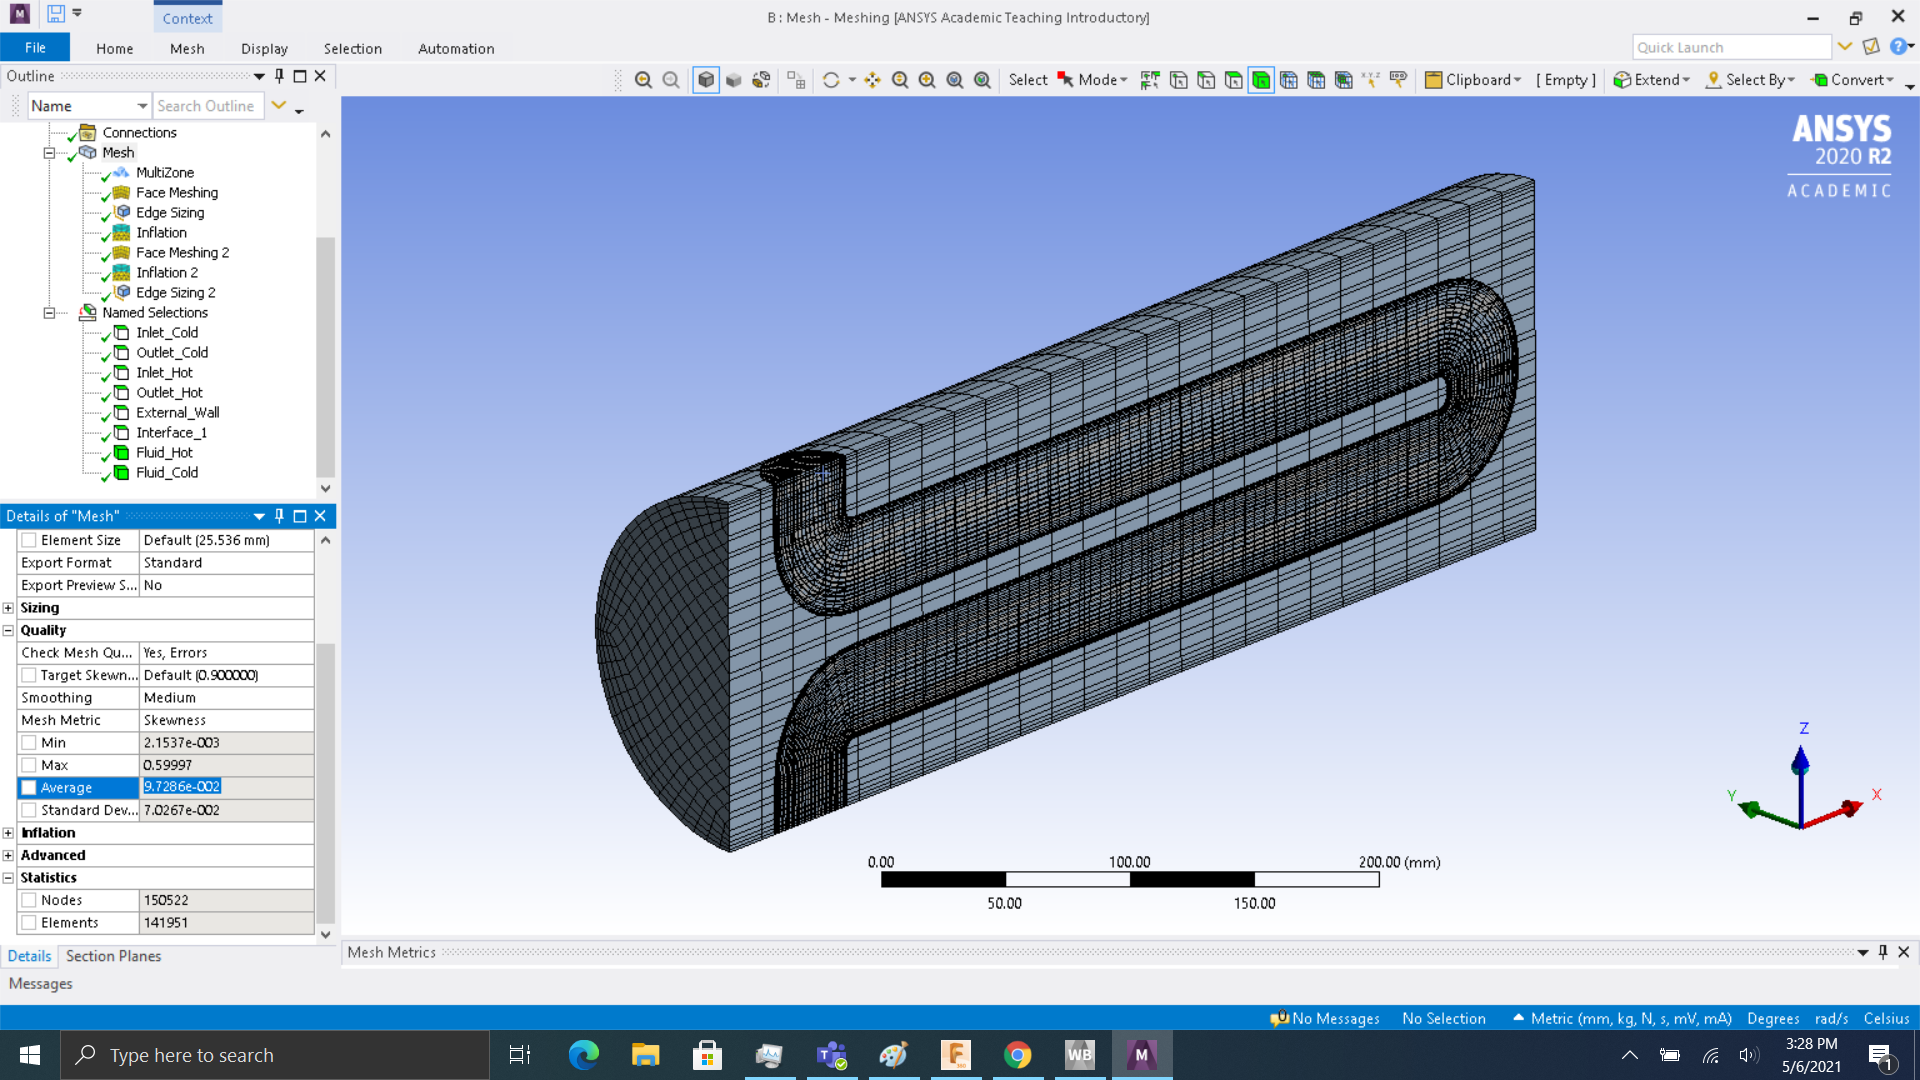 Context
B : Mesh - Meshing [ANSYS Academic Teaching Introductory]
File Home Mesh Display Selection Automation
Quick Launch
Outline
Select Mode Clipboard [ Empty ] Extend Select By Convert
Name Search Outline
Connections
Mesh
MultiZone
Face Meshing
Edge Sizing
Inflation
Face Meshing 2
Inflation 2
Edge Sizing 2
Named Selections
Inlet_Cold
Outlet_Cold
Inlet_Hot
Outlet_Hot
External_Wall
Interface_1
Fluid_Hot
Fluid_Cold
ANSYS
2020 R2
ACADEMIC
Details of "Mesh"
Element Size Default (25.536 mm)
Export Format Standard
Export Preview S... No
Sizing
Quality
Check Mesh Qu... Yes, Errors
Target Skewn... Default (0.900000)
Smoothing Medium
Mesh Metric Skewness
Min 2.1537e-003
Max 0.59997
Average 9.7286e-002
Standard Dev... 7.0267e-002
Inflation
Advanced
Statistics
Nodes 150522
Elements 141951
Z
Y
X
0.00 100.00 200.00 (mm)
50.00 150.00
Details Section Planes
Mesh Metrics
Messages
0 No Messages No Selection Metric (mm, kg, N, s, mV, mA) Degrees rad/s Celsius
Type here to search
WB
M
3:28 PM
5/6/2021
1